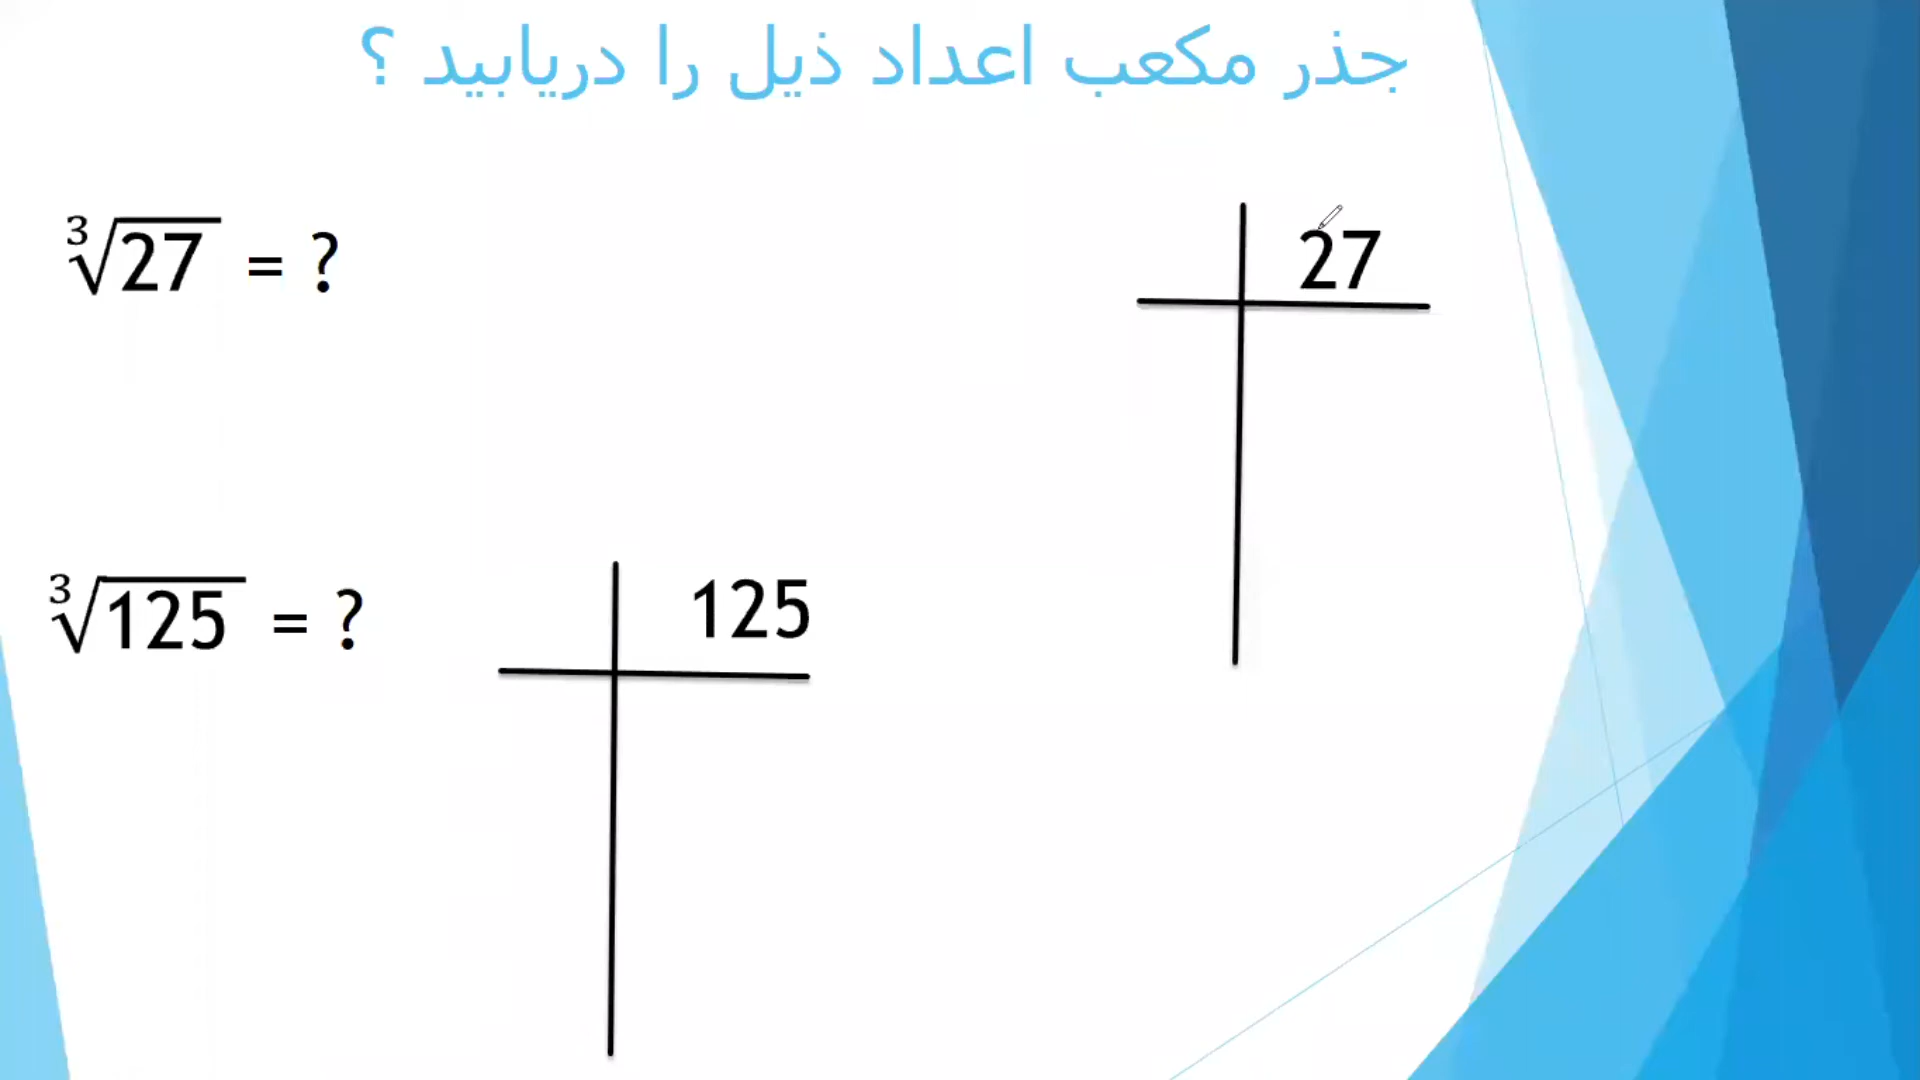 جذر مکعب اعداد ذیل را دریابید ؟
∛27 = ?
27
∛125 = ?
125